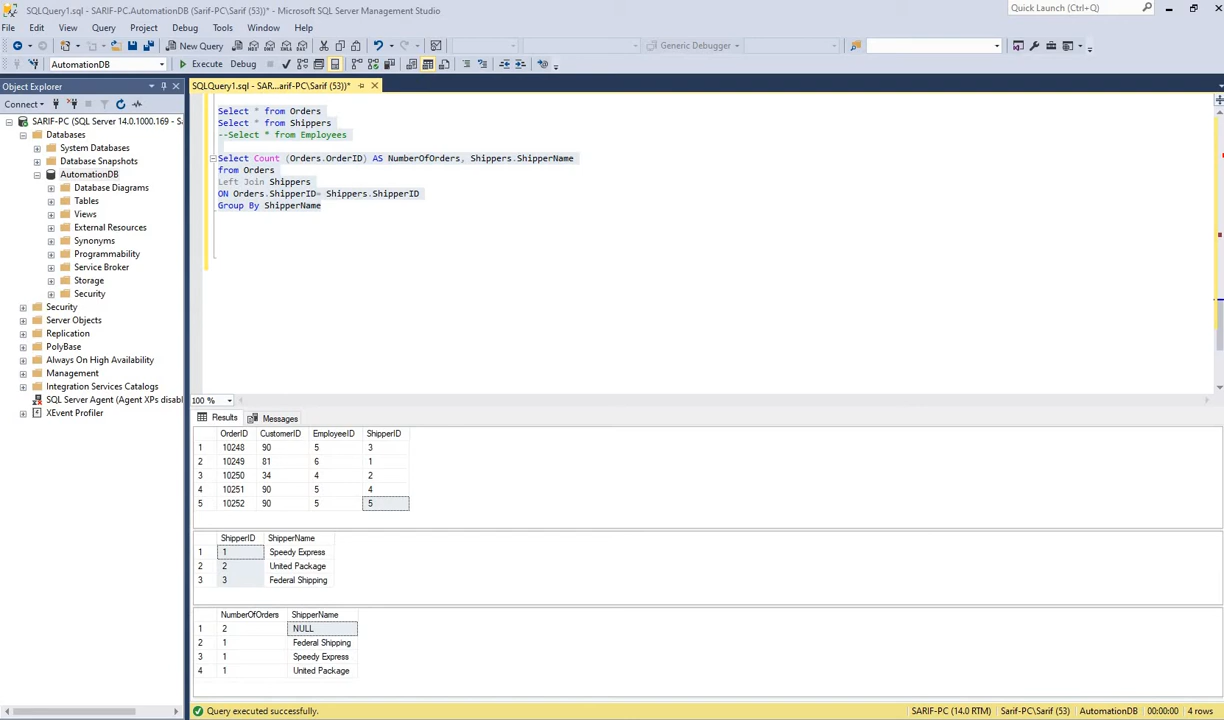 SQLQuery1.sql - SARIF-PC.AutomationDB (Sarif-PC\Sarif (53))* - Microsoft SQL Server Management Studio
Quick Launch (Ctrl+Q)
File Edit View Query Project Debug Tools Window Help
New Query
Generic Debugger
AutomationDB
Execute Debug
Object Explorer
SQLQuery1.sql - SAR...arif-PC\Sarif (53))*
Connect
SARIF-PC (SQL Server 14.0.1000.169 - Sa
Databases
System Databases
Database Snapshots
AutomationDB
Database Diagrams
Tables
Views
External Resources
Synonyms
Programmability
Service Broker
Storage
Security
Security
Server Objects
Replication
PolyBase
Always On High Availability
Management
Integration Services Catalogs
SQL Server Agent (Agent XPs disabl
XEvent Profiler
Select * from Orders
Select * from Shippers
--Select * from Employees
Select Count (Orders.OrderID) AS NumberOfOrders, Shippers.ShipperName
from Orders
Left Join Shippers
ON Orders.ShipperID= Shippers.ShipperID
Group By ShipperName
100 %
Results Messages
OrderID CustomerID EmployeeID ShipperID
1 10248 90 5 3
2 10249 81 6 1
3 10250 34 4 2
4 10251 90 5 4
5 10252 90 5 5
ShipperID ShipperName
1 1 Speedy Express
2 2 United Package
3 3 Federal Shipping
NumberOfOrders ShipperName
1 2 NULL
2 1 Federal Shipping
3 1 Speedy Express
4 1 United Package
Query executed successfully.
SARIF-PC (14.0 RTM) Sarif-PC\Sarif (53) AutomationDB 00:00:00 4 rows